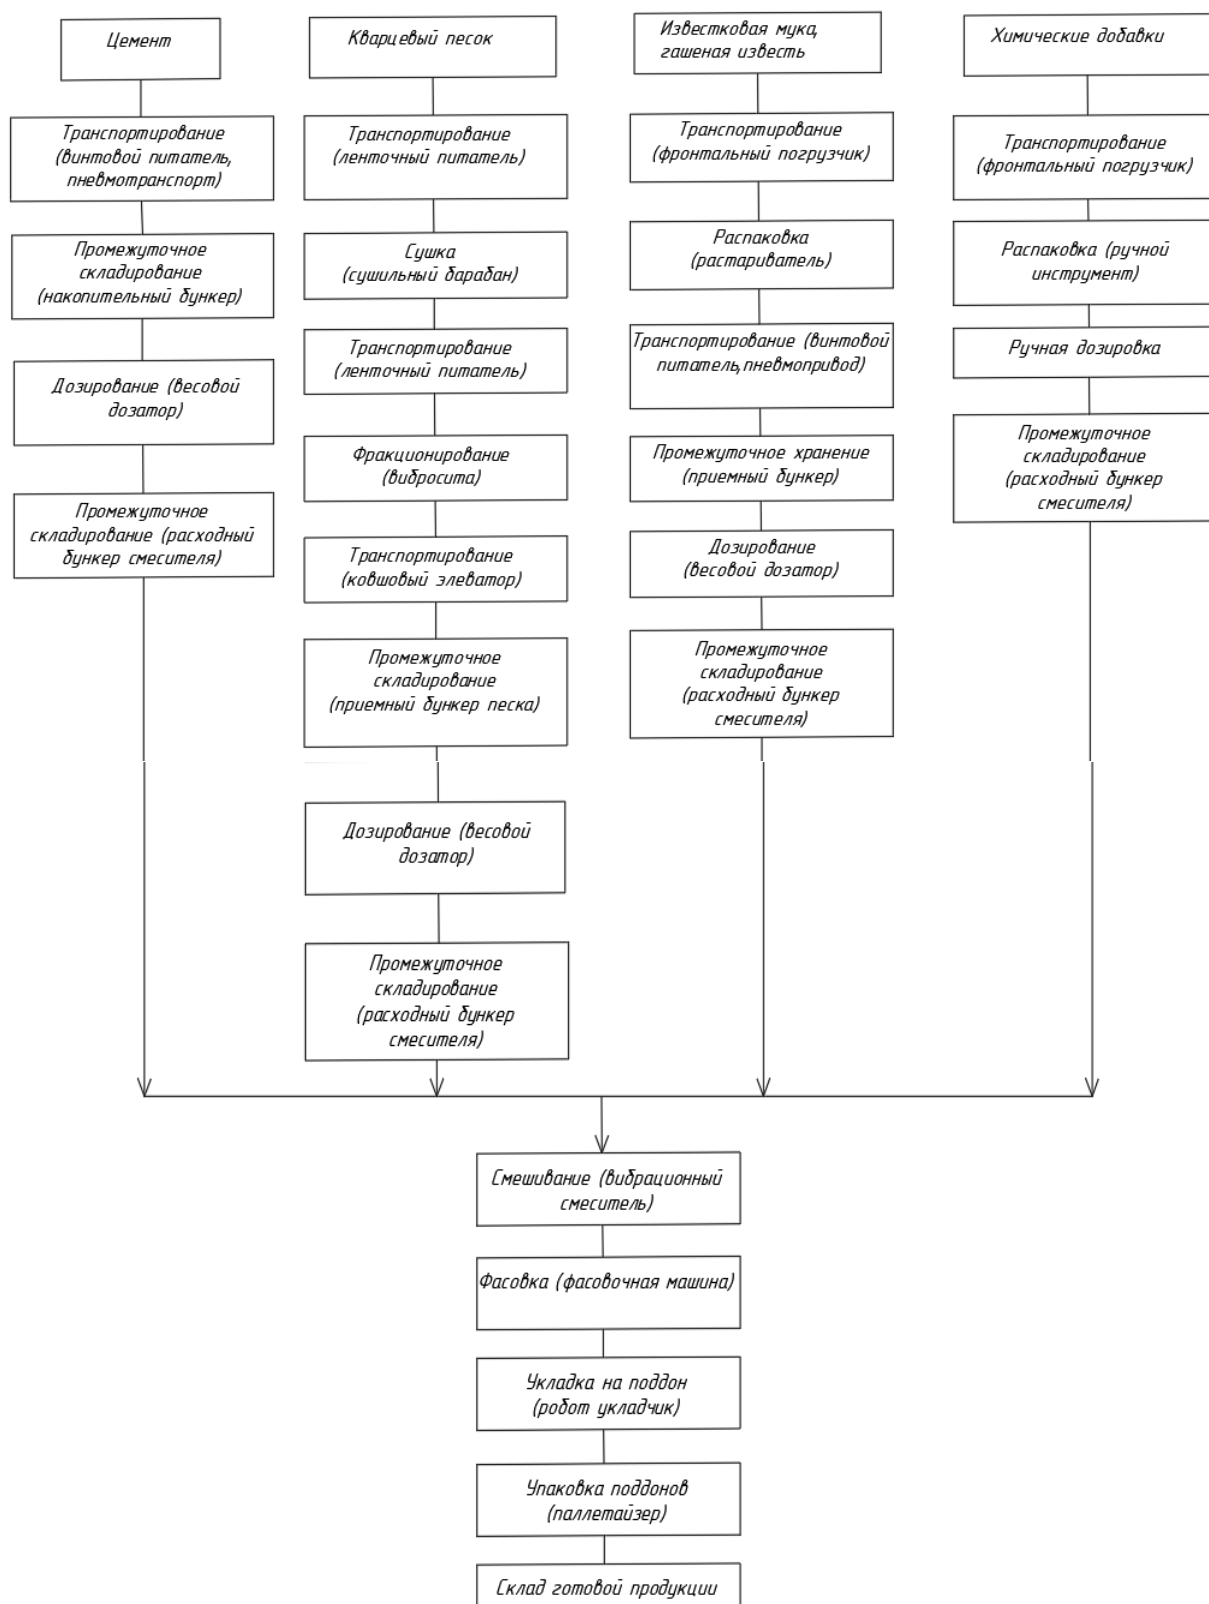 Цемент
Транспортирование
(винтовой питатель,
пневмотранспорт)
Промежуточное
складирование
(накопительный бункер)
Дозирование (весовой
дозатор)
Промежуточное
складирование (расходный
бункер смесителя)
Кварцевый песок
Транспортирование
(ленточный питатель)
Сушка
(сушильный барабан)
Транспортирование
(ленточный питатель)
Фракционирование
(вибросита)
Транспортирование
(ковшовый элеватор)
Промежуточное
складирование
(приемный бункер песка)
Дозирование (весовой
дозатор)
Промежуточное
складирование
(расходный бункер
смесителя)
Известковая мука,
гашеная известь
Транспортирование
(фронтальный погрузчик)
Распаковка
(растариватель)
Транспортирование (винтовой
питатель,пневмопривод)
Промежуточное хранение
(приемный бункер)
Дозирование
(весовой дозатор)
Промежуточное
складирование
(расходный бункер
смесителя)
Химические добавки
Транспортирование
(фронтальный погрузчик)
Распаковка (ручной
инструмент)
Ручная дозировка
Промежуточное
складирование
(расходный бункер
смесителя)
Смешивание (вибрационный
смеситель)
Фасовка (фасовочная машина)
Укладка на поддон
(робот укладчик)
Упаковка поддонов
(паллетайзер)
Склад готовой продукции